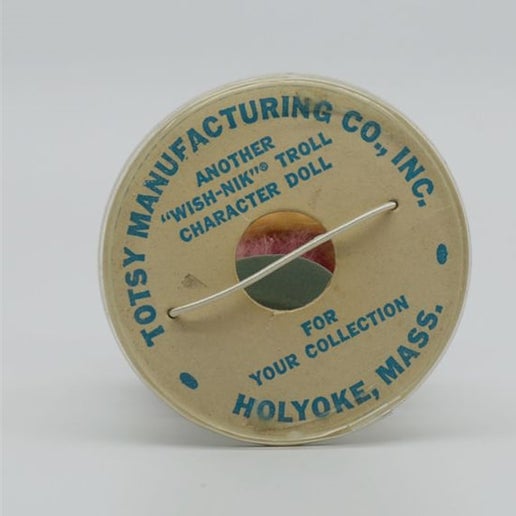 TOTSY MANUFACTURING CO., INC.
ANOTHER
"WISH-NIK"® TROLL
CHARACTER DOLL
FOR
YOUR COLLECTION
HOLYOKE, MASS.